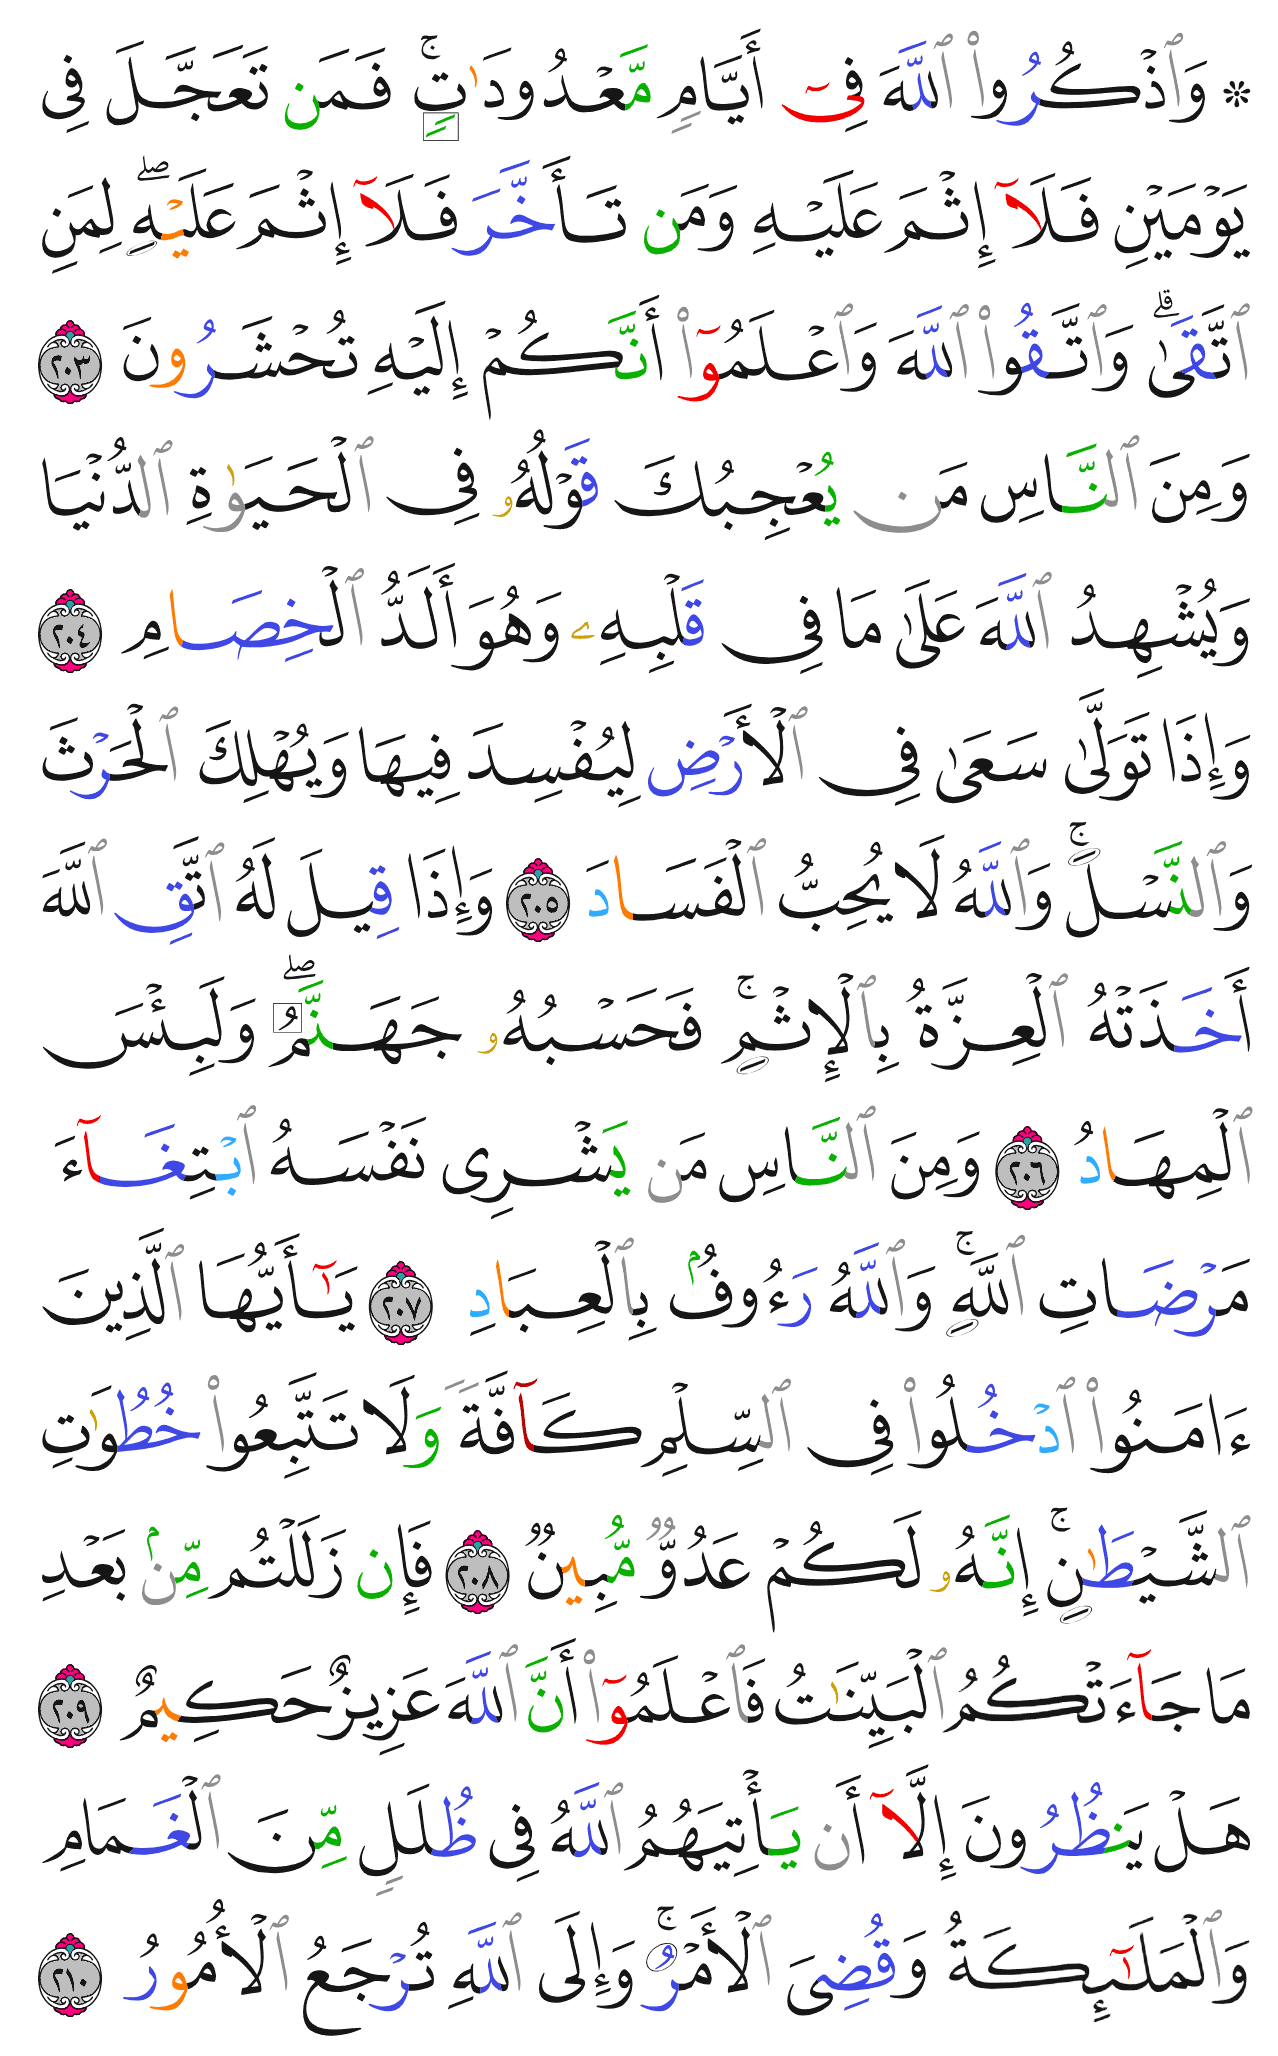 ۞ وَٱذۡكُرُوا۟ ٱللَّهَ فِىٓ أَيَّامٍ مَّعۡدُودَٰتٍۚ فَمَن تَعَجَّلَ فِى
يَوۡمَيۡنِ فَلَآ إِثۡمَ عَلَيۡهِ وَمَن تَأَخَّرَ فَلَآ إِثۡمَ عَلَيۡهِۖ لِمَنِ
ٱتَّقَىٰۗ وَٱتَّقُوا۟ ٱللَّهَ وَٱعۡلَمُوٓا۟ أَنَّكُمۡ إِلَيۡهِ تُحۡشَرُونَ ٢٠٣
وَمِنَ ٱلنَّاسِ مَن يُعۡجِبُكَ قَوۡلُهُۥ فِى ٱلۡحَيَوٰةِ ٱلدُّنۡيَا
وَيُشۡهِدُ ٱللَّهَ عَلَىٰ مَا فِى قَلۡبِهِۦ وَهُوَ أَلَدُّ ٱلۡخِصَامِ ٢٠٤
وَإِذَا تَوَلَّىٰ سَعَىٰ فِى ٱلۡأَرۡضِ لِيُفۡسِدَ فِيهَا وَيُهۡلِكَ ٱلۡحَرۡثَ
وَٱلنَّسۡلَۚ وَٱللَّهُ لَا يُحِبُّ ٱلۡفَسَادَ ٢٠٥ وَإِذَا قِيلَ لَهُ ٱتَّقِ ٱللَّهَ
أَخَذَتۡهُ ٱلۡعِزَّةُ بِٱلۡإِثۡمِۚ فَحَسۡبُهُۥ جَهَنَّمُۖ وَلَبِئۡسَ
ٱلۡمِهَادُ ٢٠٦ وَمِنَ ٱلنَّاسِ مَن يَشۡرِى نَفۡسَهُ ٱبۡتِغَآءَ
مَرۡضَاتِ ٱللَّهِۚ وَٱللَّهُ رَءُوفُۢ بِٱلۡعِبَادِ ٢٠٧ يَٰٓأَيُّهَا ٱلَّذِينَ
ءَامَنُوا۟ ٱدۡخُلُوا۟ فِى ٱلسِّلۡمِ كَآفَّةً وَلَا تَتَّبِعُوا۟ خُطُوَٰتِ
ٱلشَّيۡطَٰنِۚ إِنَّهُۥ لَكُمۡ عَدُوٌّ مُّبِينٌ ٢٠٨ فَإِن زَلَلۡتُم مِّنۢ بَعۡدِ
مَا جَآءَتۡكُمُ ٱلۡبَيِّنَٰتُ فَٱعۡلَمُوٓا۟ أَنَّ ٱللَّهَ عَزِيزٌ حَكِيمٌ ٢٠٩
هَلۡ يَنظُرُونَ إِلَّآ أَن يَأۡتِيَهُمُ ٱللَّهُ فِى ظُلَلٍ مِّنَ ٱلۡغَمَامِ
وَٱلۡمَلَٰٓئِكَةُ وَقُضِىَ ٱلۡأَمۡرُۚ وَإِلَى ٱللَّهِ تُرۡجَعُ ٱلۡأُمُورُ ٢١٠